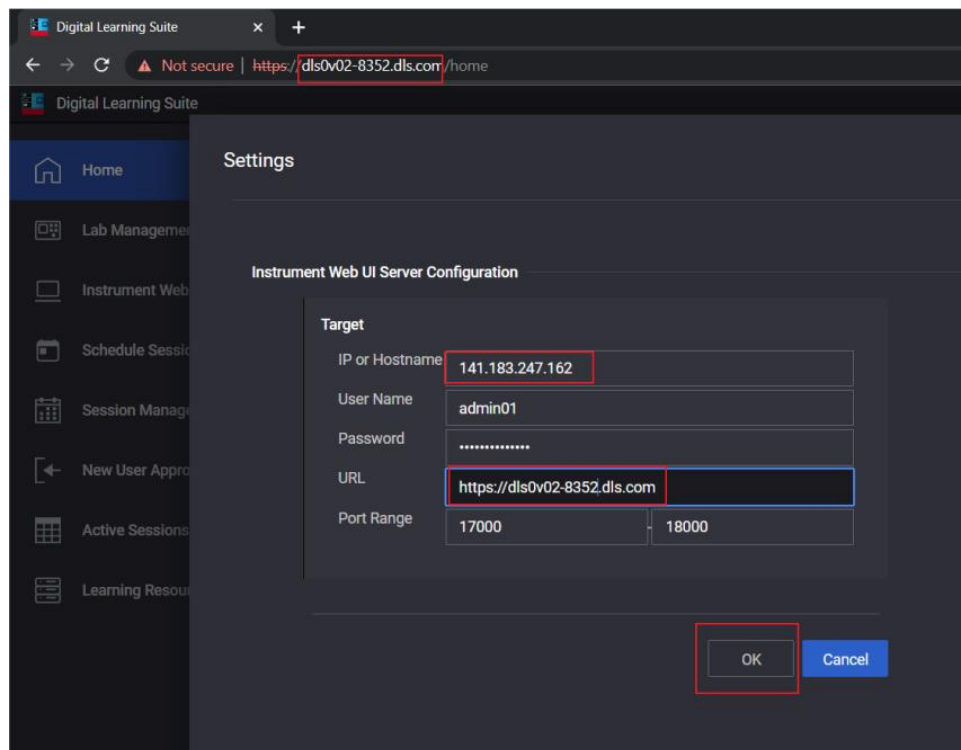 Digital Learning Suite
Not secure | https://dls0v02-8352.dls.com/home
Digital Learning Suite
Home
Lab Manageme
Instrument Web
Schedule Sessio
Session Manage
New User Appro
Active Sessions
Learning Resou
Settings
Instrument Web UI Server Configuration
Target
IP or Hostname 141.183.247.162
User Name admin01
Password ••••••••••••••
URL https://dls0v02-8352.dls.com
Port Range 17000 - 18000
OK Cancel